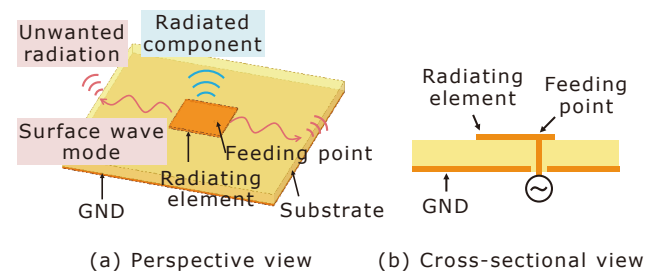 Unwanted
radiation
Radiated
component
Surface wave
mode
Feeding point
Radiating
element
GND
Substrate
(a) Perspective view
Radiating
element
Feeding
point
GND
(b) Cross-sectional view